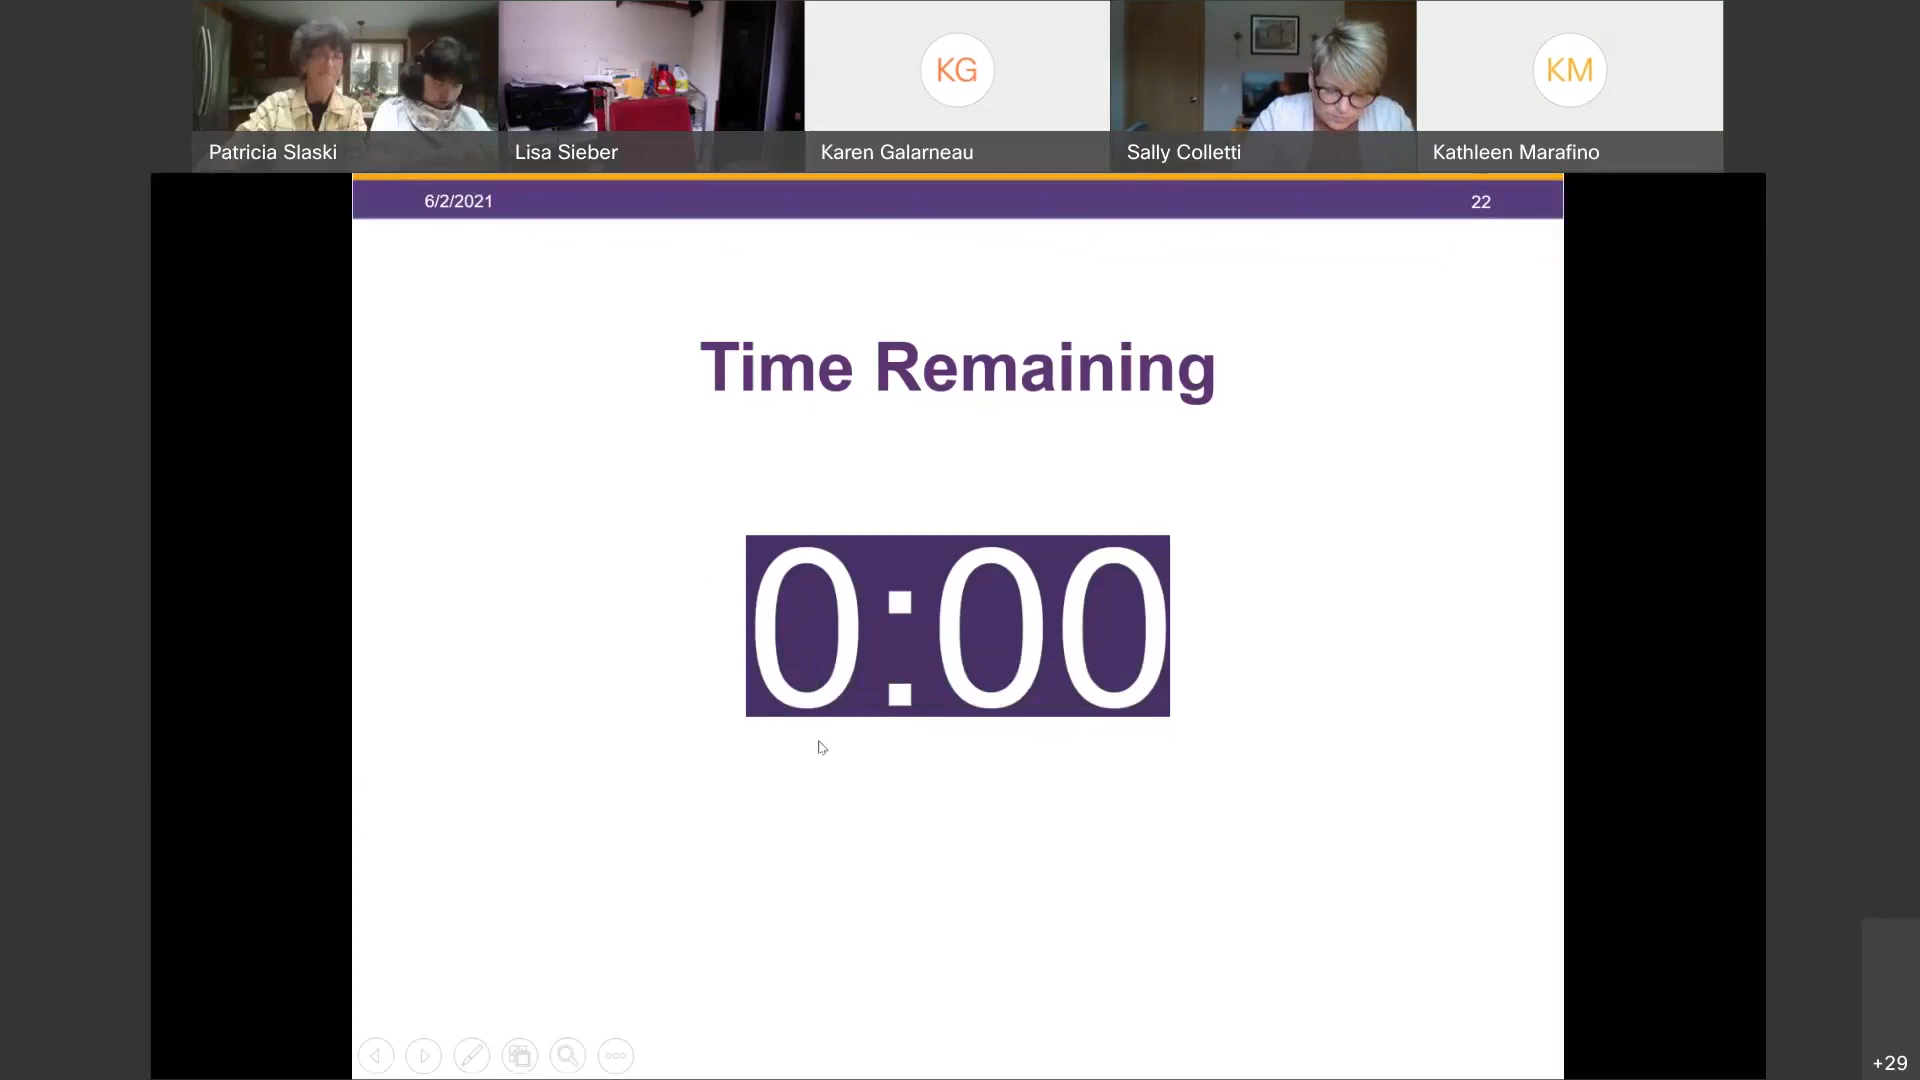 KG
KM
Patricia Slaski
Lisa Sieber
Karen Galarneau
Sally Colletti
Kathleen Marafino
6/2/2021
22
Time Remaining
0:00
+29